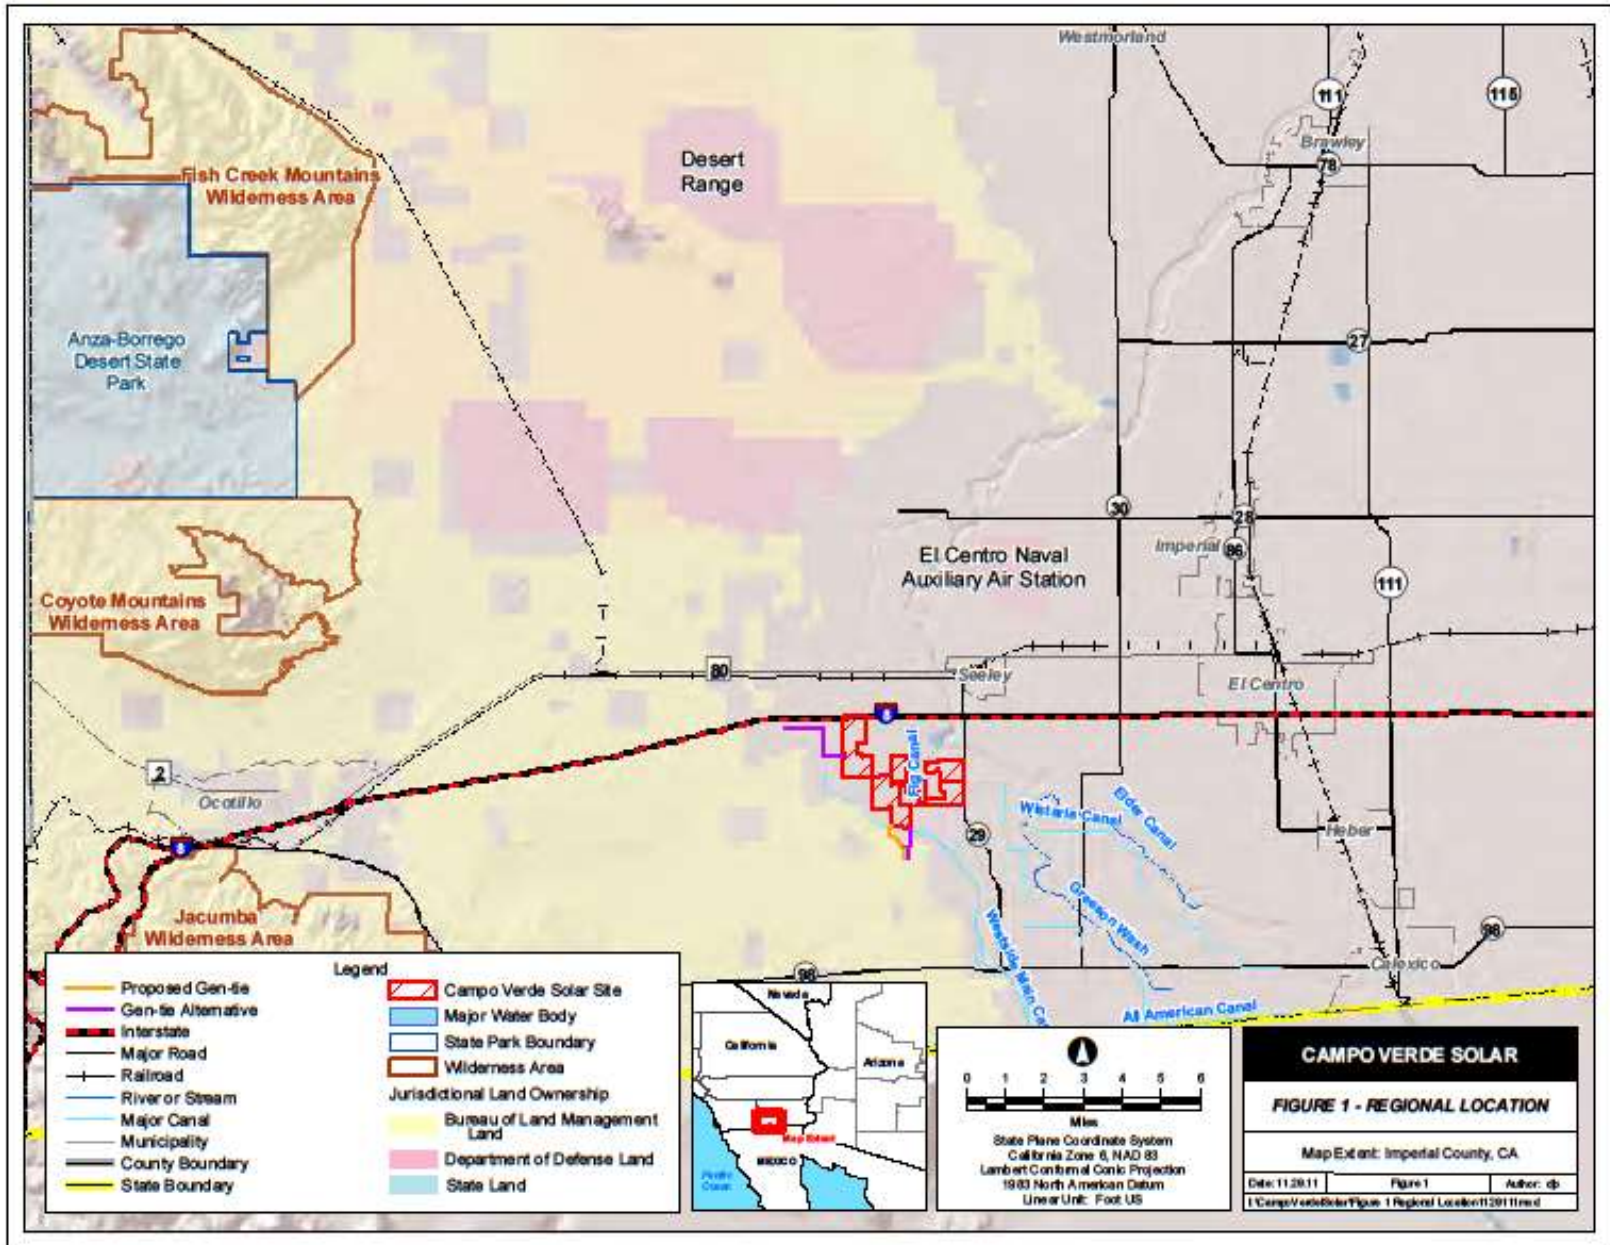 Westmorland
111
115
Brawley
78
Desert
Range
Fish Creek Mountains
Wilderness Area
Anza-Borrego
Desert State
Park
27
30
28
Imperial
86
El Centro Naval
Auxiliary Air Station
111
Coyote Mountains
Wilderness Area
80
Seeley
El Centro
8
Fig Canal
2
Ocotillo
8
Wistaria Canal
Elder Canal
29
Heber
Greeson Wash
Jacumba
Wilderness Area
Westside Main Ca
98
98
Calexico
All American Canal
Legend
Proposed Gen-tie
Gen-tie Alternative
Interstate
Major Road
Railroad
River or Stream
Major Canal
Municipality
County Boundary
State Boundary
Campo Verde Solar Site
Major Water Body
State Park Boundary
Wilderness Area
Jurisdictional Land Ownership
Bureau of Land Management
Land
Department of Defense Land
State Land
Nevada
California
Arizona
Map Extent
MEXICO
Pacific
Ocean
0 1 2 3 4 5 6
Miles
State Plane Coordinate System
California Zone 6, NAD 83
Lambert Conformal Conic Projection
1983 North American Datum
Linear Unit: Foot US
CAMPO VERDE SOLAR
FIGURE 1 - REGIONAL LOCATION
Map Extent: Imperial County, CA
Date: 11.28.11
Figure 1
Author: djs